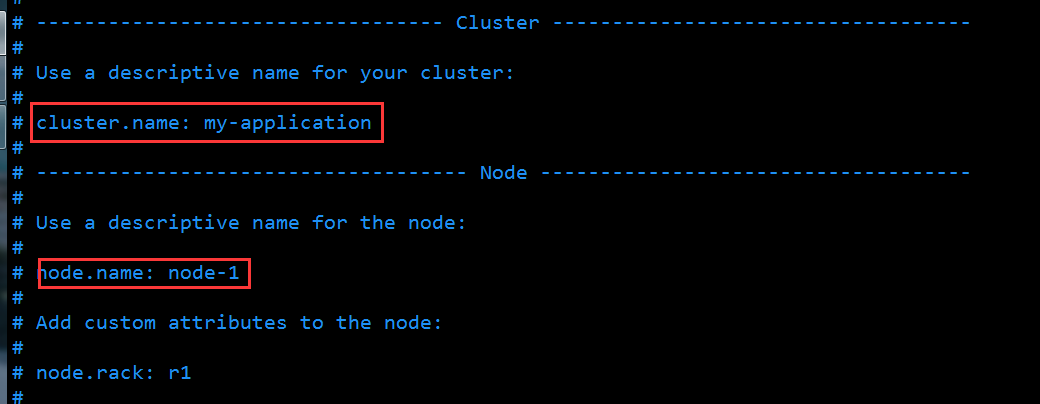 #
# ---------------------------------- Cluster -----------------------------------
#
# Use a descriptive name for your cluster:
#
# cluster.name: my-application
#
# ------------------------------------ Node ------------------------------------
#
# Use a descriptive name for the node:
#
# node.name: node-1
#
# Add custom attributes to the node:
#
# node.rack: r1
#